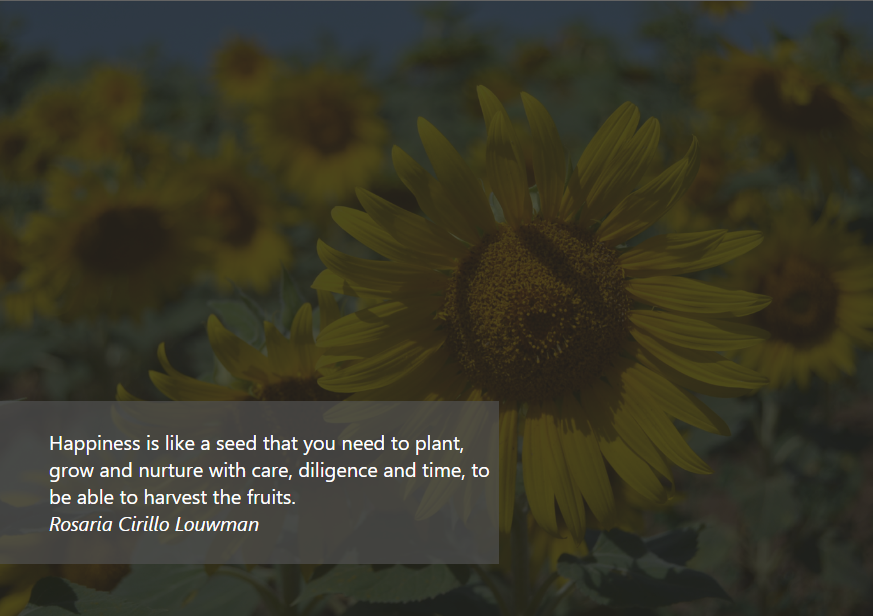 Happiness is like a seed that you need to plant,
grow and nurture with care, diligence and time, to
be able to harvest the fruits.
Rosaria Cirillo Louwman